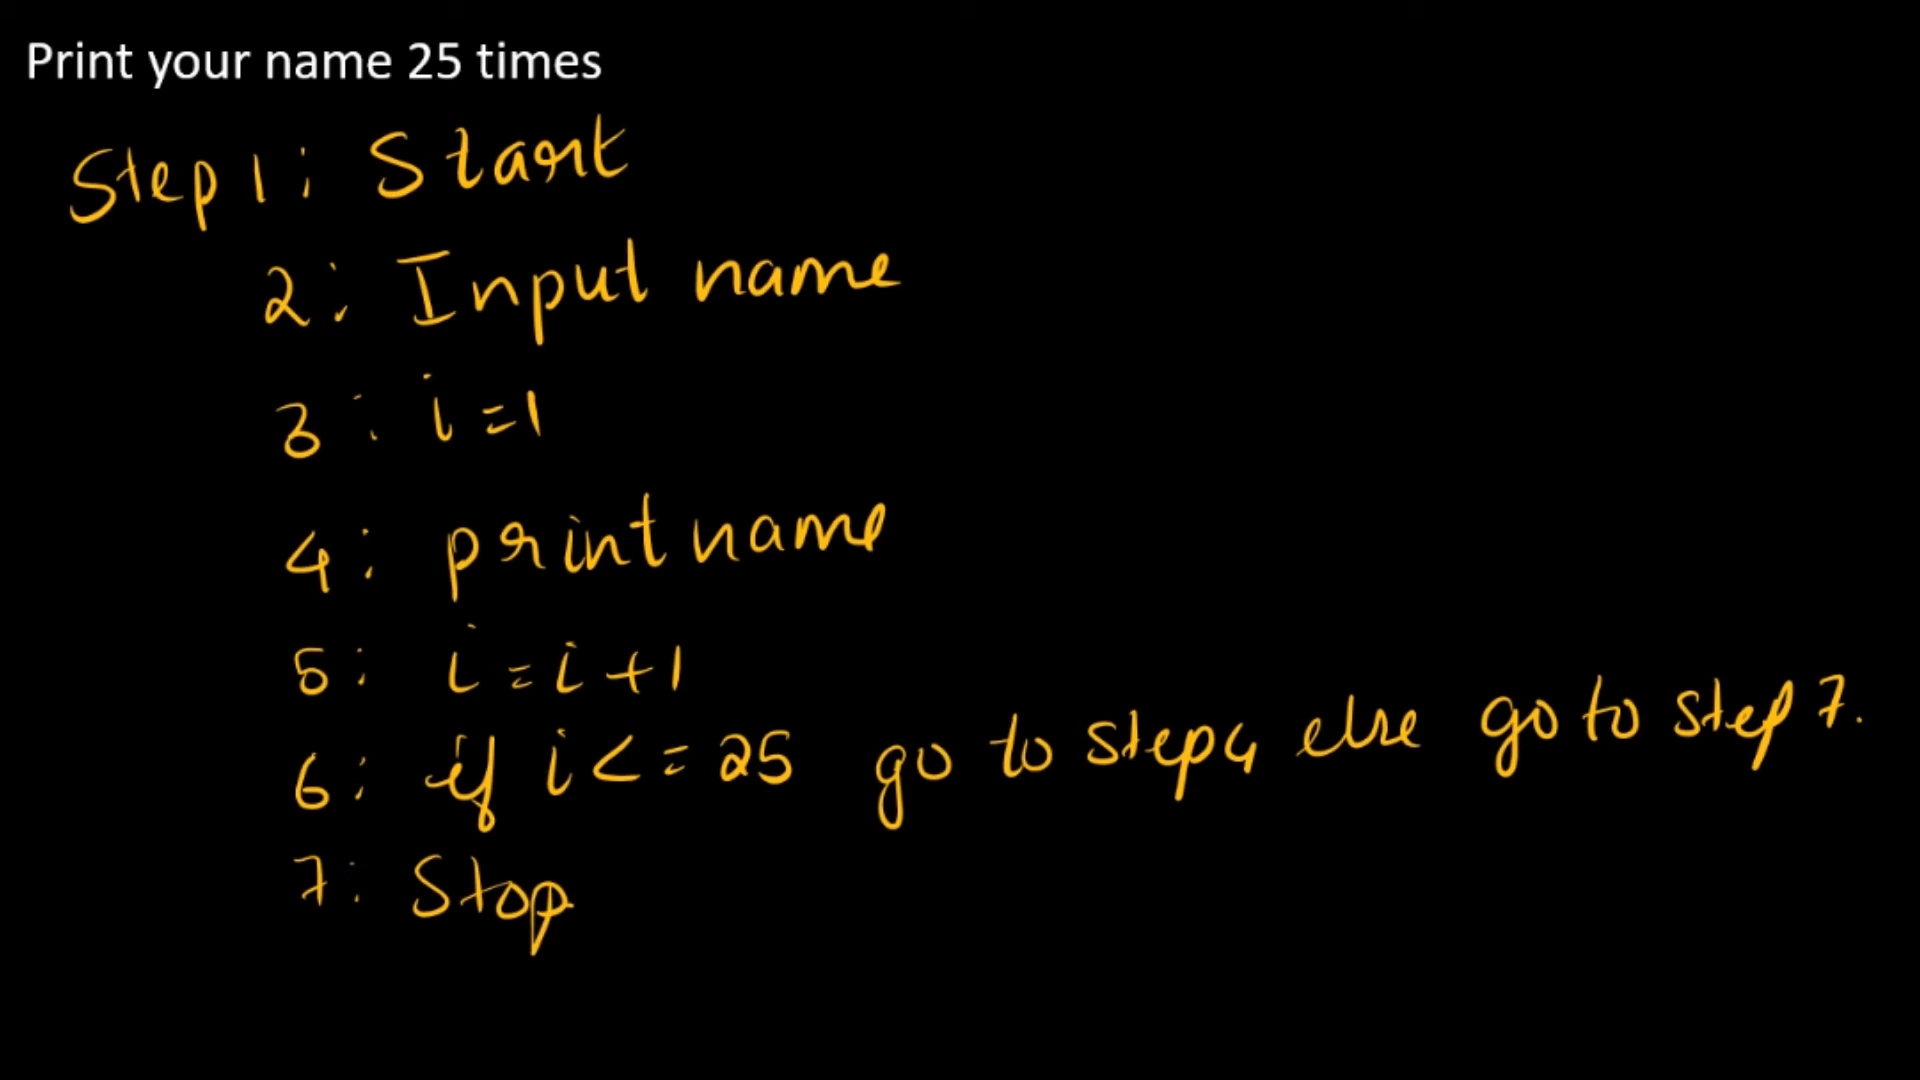 Print your name 25 times
Step 1: Start
2: Input name
3: i=1
4: print name
5: i=i+1
6: if i<=25 go to step 4 else go to step 7.
7: Stop